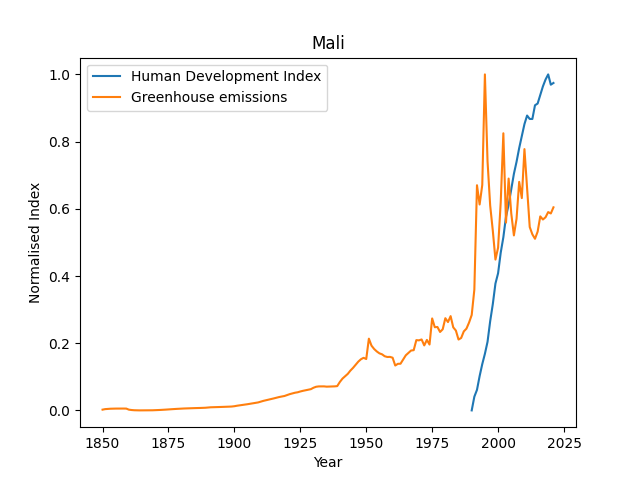 Mali
Human Development Index
Greenhouse emissions
Normalised Index
1.0
0.8
0.6
0.4
0.2
0.0
1850 1875 1900 1925 1950 1975 2000 2025
Year